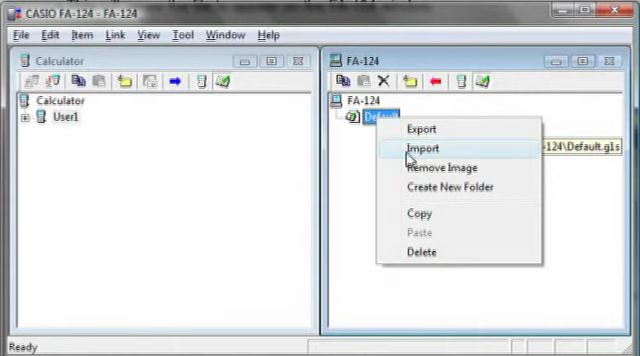 CASIO FA-124 - FA-124
File Edit Item Link View Tool Window Help
Calculator
Calculator
User1
FA-124
FA-124
Default
Export
Import
-124\Default.g1s
Remove Image
Create New Folder
Copy
Paste
Delete
Ready